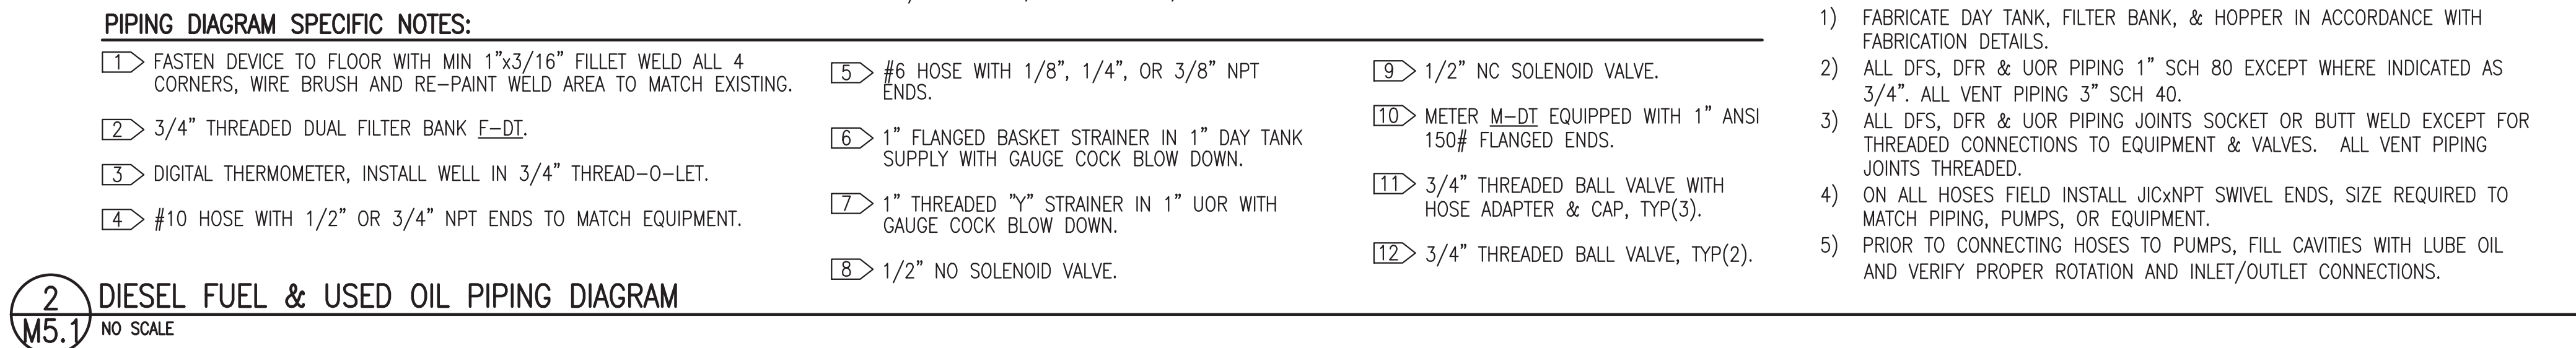 PIPING DIAGRAM SPECIFIC NOTES:
1 FASTEN DEVICE TO FLOOR WITH MIN 1"x3/16" FILLET WELD ALL 4
CORNERS, WIRE BRUSH AND RE-PAINT WELD AREA TO MATCH EXISTING.
2 3/4" THREADED DUAL FILTER BANK F-DT.
3 DIGITAL THERMOMETER, INSTALL WELL IN 3/4" THREAD-O-LET.
4 #10 HOSE WITH 1/2" OR 3/4" NPT ENDS TO MATCH EQUIPMENT.
5 #6 HOSE WITH 1/8", 1/4", OR 3/8" NPT
ENDS.
6 1" FLANGED BASKET STRAINER IN 1" DAY TANK
SUPPLY WITH GAUGE COCK BLOW DOWN.
7 1" THREADED "Y" STRAINER IN 1" UOR WITH
GAUGE COCK BLOW DOWN.
8 1/2" NO SOLENOID VALVE.
9 1/2" NC SOLENOID VALVE.
10 METER M-DT EQUIPPED WITH 1" ANSI
150# FLANGED ENDS.
11 3/4" THREADED BALL VALVE WITH
HOSE ADAPTER & CAP, TYP(3).
12 3/4" THREADED BALL VALVE, TYP(2).
1) FABRICATE DAY TANK, FILTER BANK, & HOPPER IN ACCORDANCE WITH
FABRICATION DETAILS.
2) ALL DFS, DFR & UOR PIPING 1" SCH 80 EXCEPT WHERE INDICATED AS
3/4". ALL VENT PIPING 3" SCH 40.
3) ALL DFS, DFR & UOR PIPING JOINTS SOCKET OR BUTT WELD EXCEPT FOR
THREADED CONNECTIONS TO EQUIPMENT & VALVES. ALL VENT PIPING
JOINTS THREADED.
4) ON ALL HOSES FIELD INSTALL JICxNPT SWIVEL ENDS, SIZE REQUIRED TO
MATCH PIPING, PUMPS, OR EQUIPMENT.
5) PRIOR TO CONNECTING HOSES TO PUMPS, FILL CAVITIES WITH LUBE OIL
AND VERIFY PROPER ROTATION AND INLET/OUTLET CONNECTIONS.
2 DIESEL FUEL & USED OIL PIPING DIAGRAM
M5.1 NO SCALE